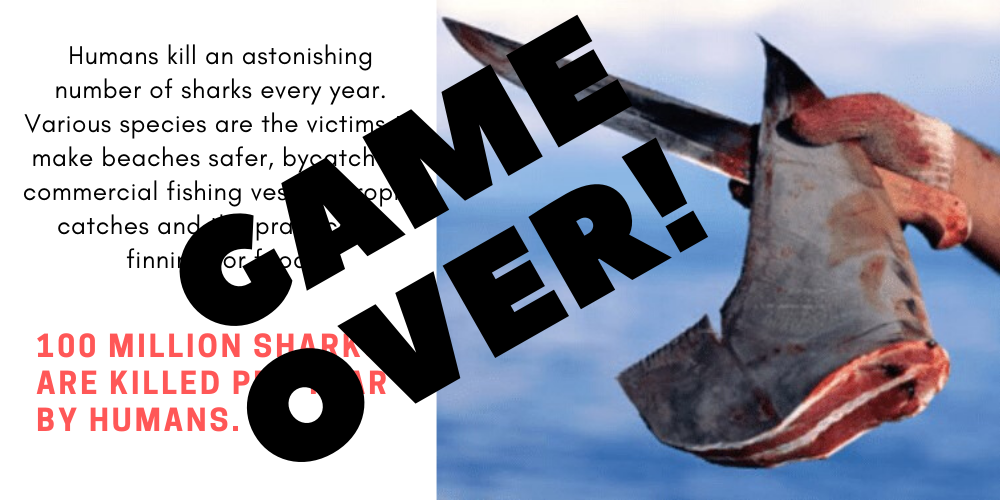 Humans kill an astonishing
number of sharks every year.
Various species are the victims
make beaches safer,
commercial fishing
catches and
100 MILLION
ARE KILLED
BY HUMANS.
GAME
OVER!